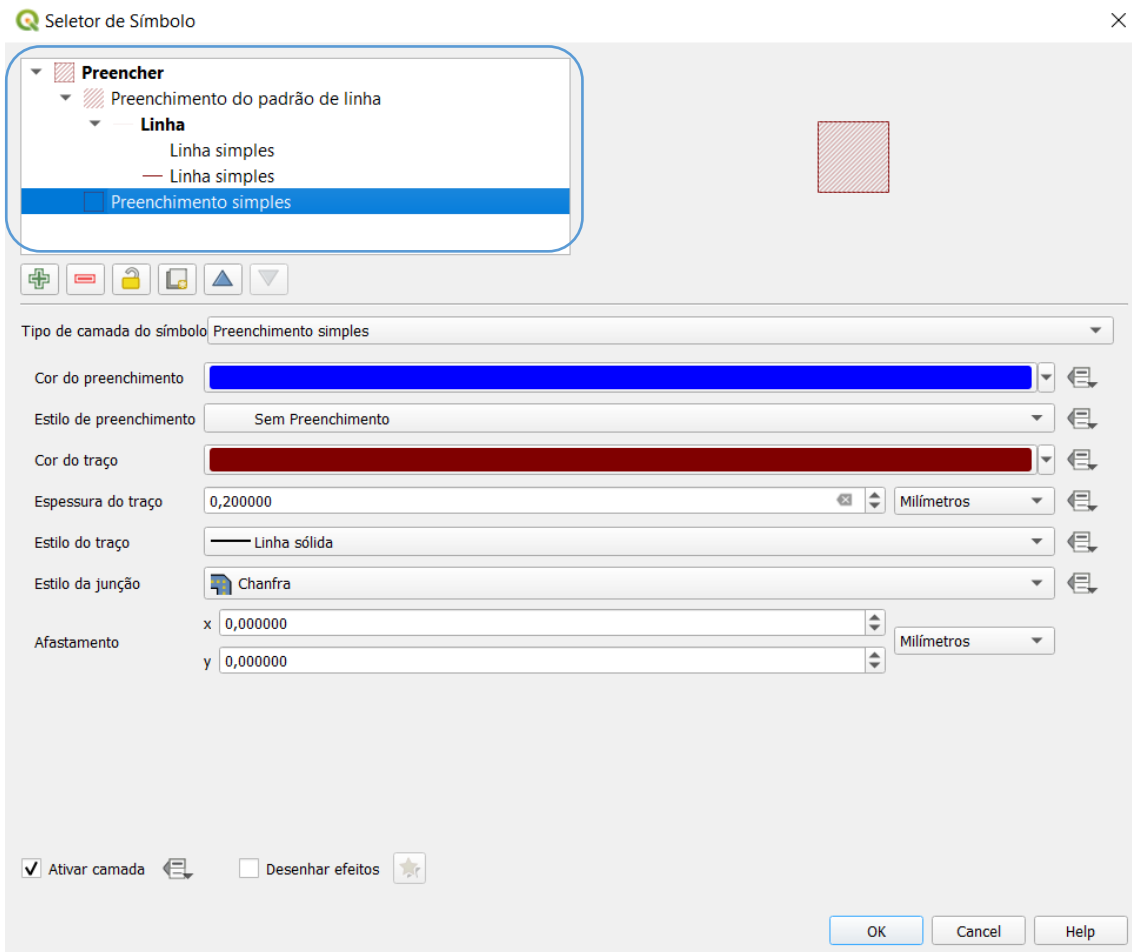 Seletor de Símbolo
Preencher
Preenchimento do padrão de linha
Linha
Linha simples
Linha simples
Preenchimento simples
Tipo de camada do símbolo Preenchimento simples
Cor do preenchimento
Estilo de preenchimento Sem Preenchimento
Cor do traço
Espessura do traço 0,200000 Milímetros
Estilo do traço Linha sólida
Estilo da junção Chanfra
Afastamento x 0,000000 Milímetros
y 0,000000
Ativar camada Desenhar efeitos
OK Cancel Help